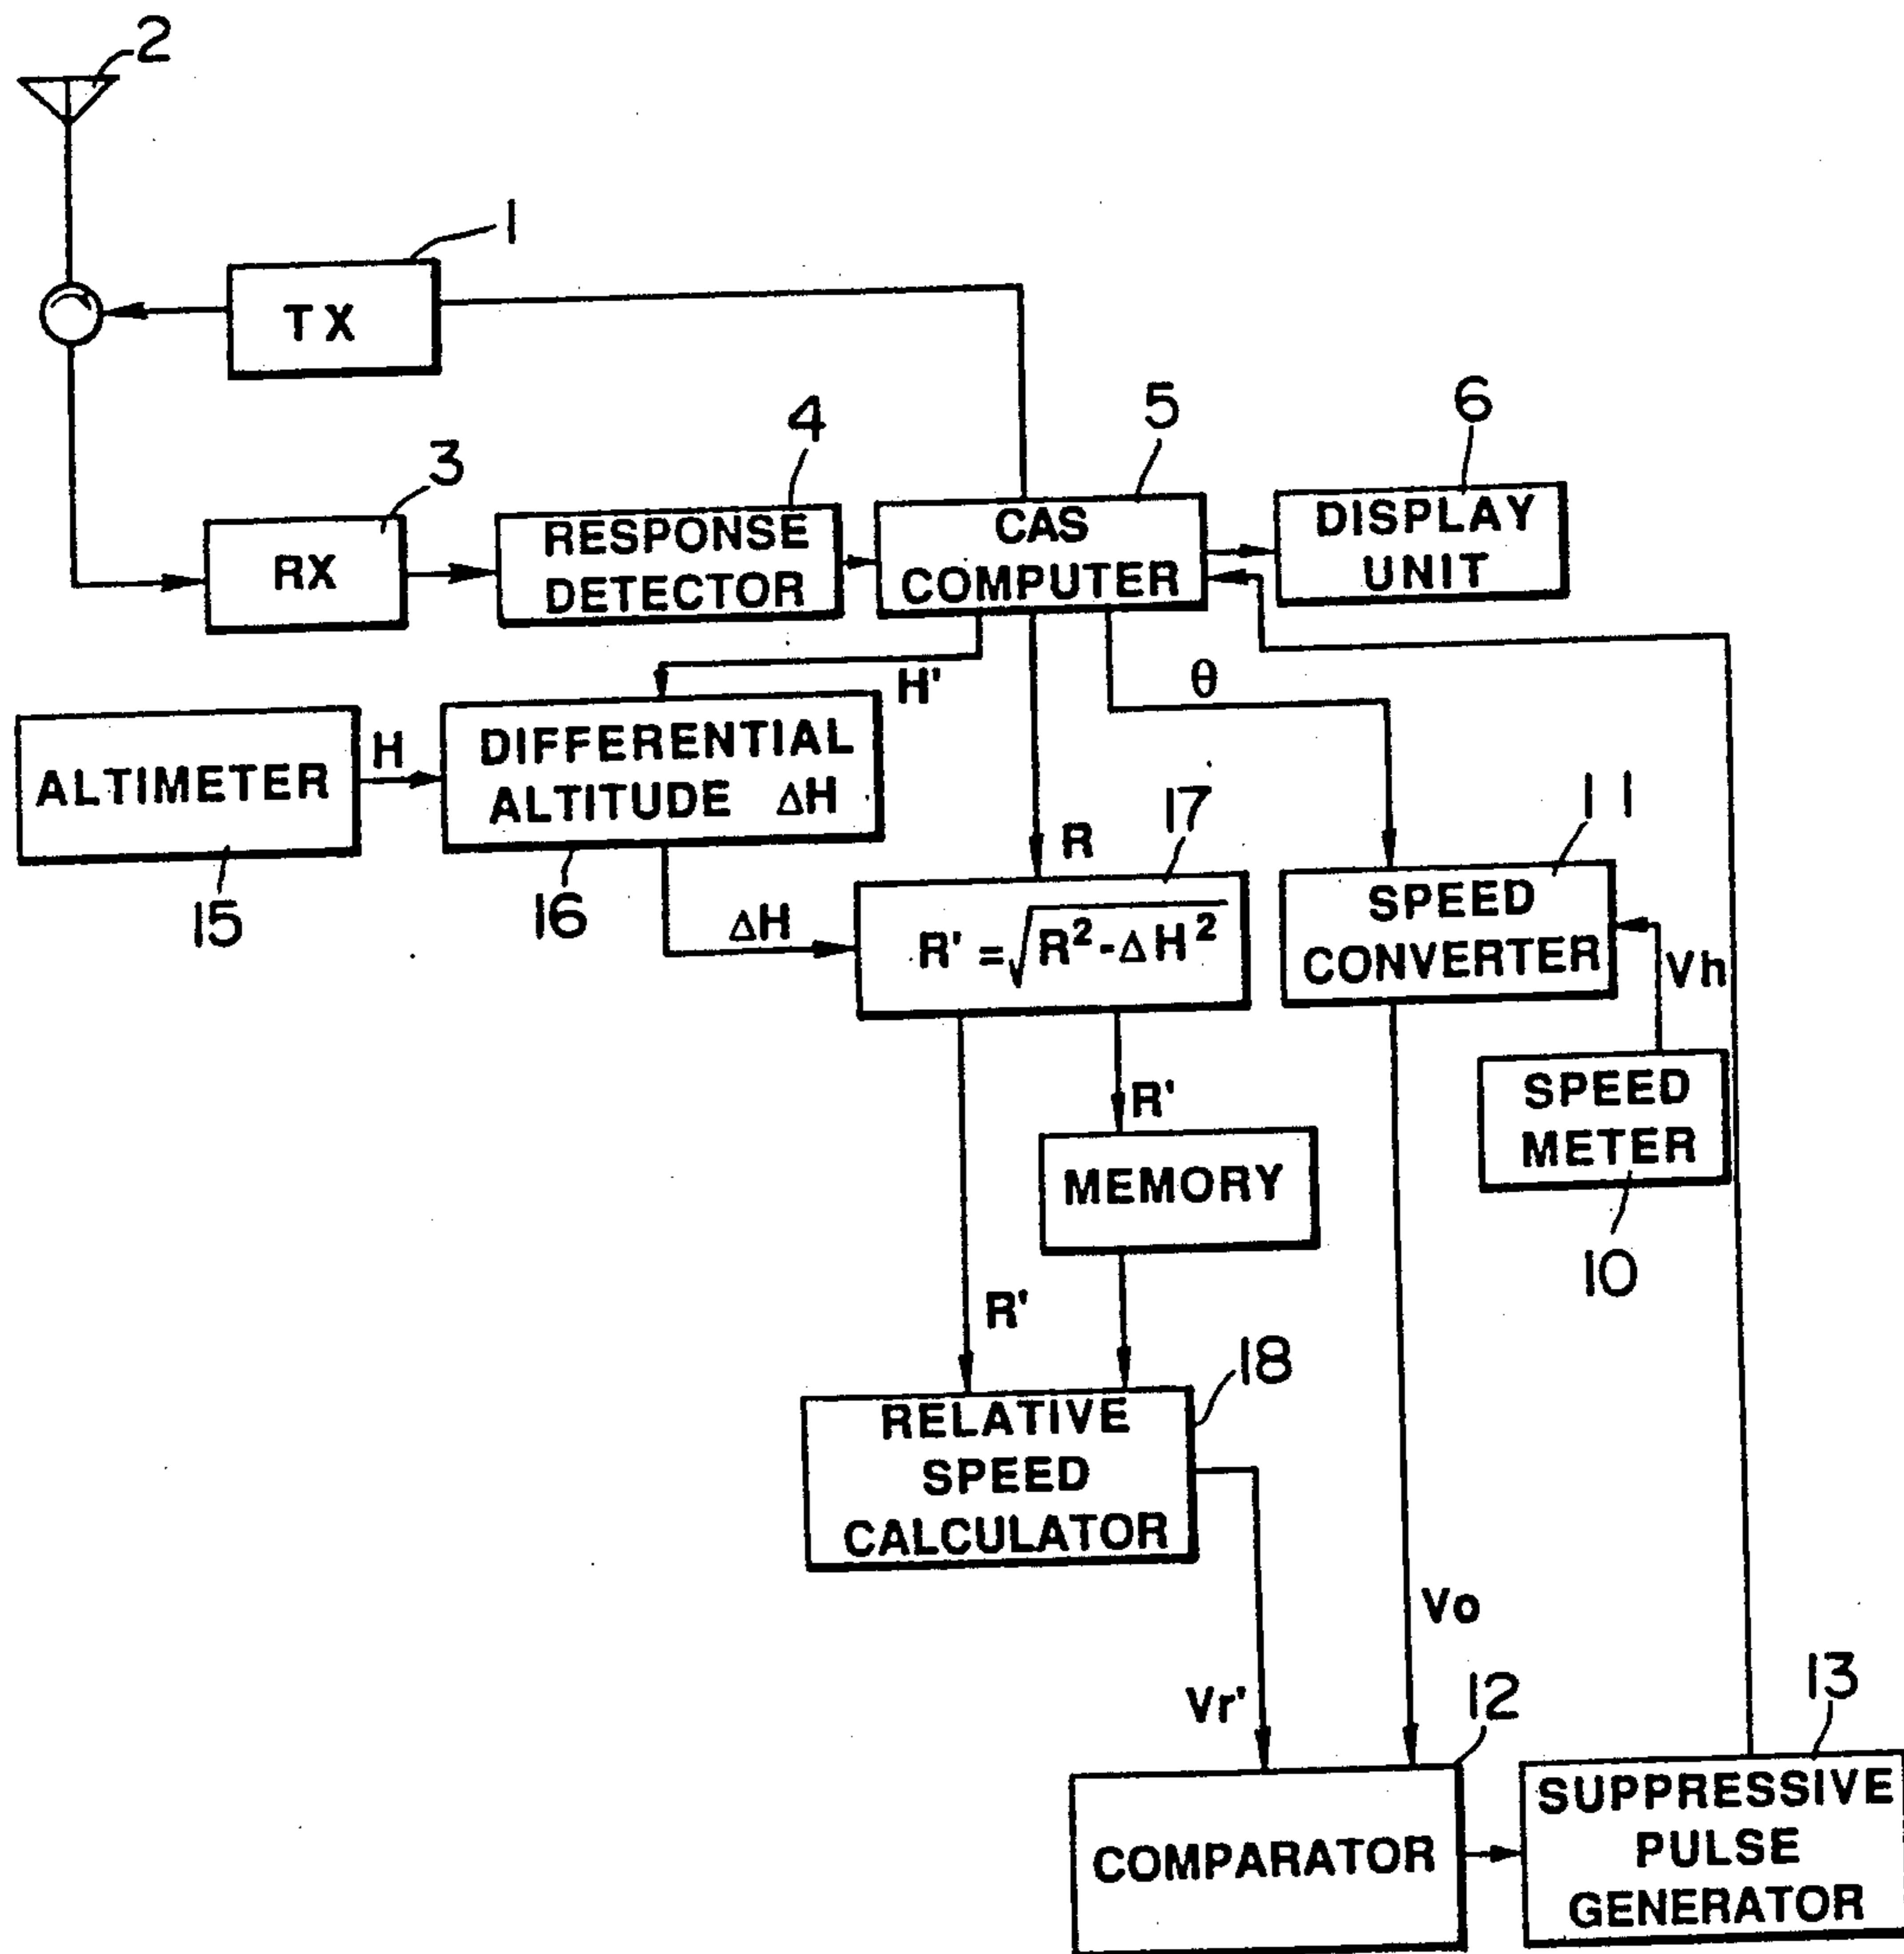 2
1
TX
3
RX
4
RESPONSE
DETECTOR
5
CAS
COMPUTER
6
DISPLAY
UNIT
H'
θ
ALTIMETER
15
H
DIFFERENTIAL
ALTITUDE ΔH
16
R
17
ΔH
R' = √R² - ΔH²
11
SPEED
CONVERTER
Vh
SPEED
METER
10
R'
MEMORY
R'
18
RELATIVE
SPEED
CALCULATOR
Vo
Vr'
12
COMPARATOR
13
SUPPRESSIVE
PULSE
GENERATOR